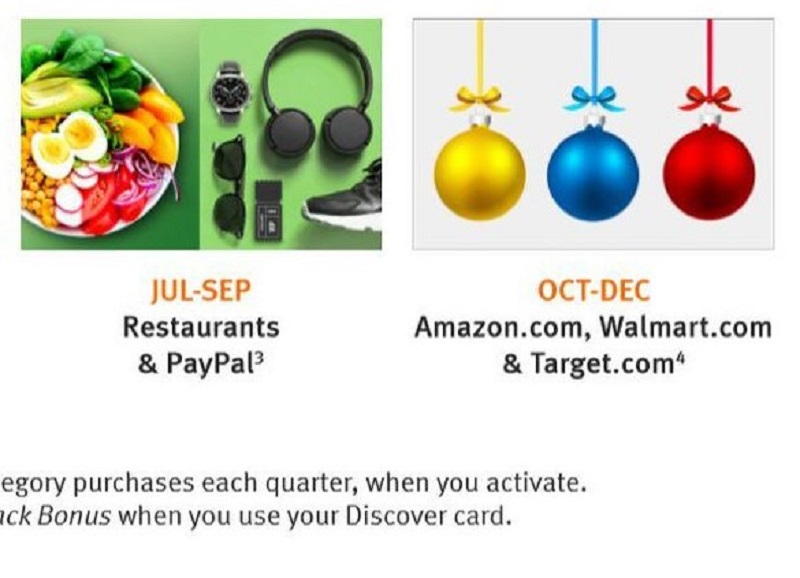 JUL-SEP
Restaurants
& PayPal³
OCT-DEC
Amazon.com, Walmart.com
& Target.com⁴
egory purchases each quarter, when you activate.
ck Bonus when you use your Discover card.